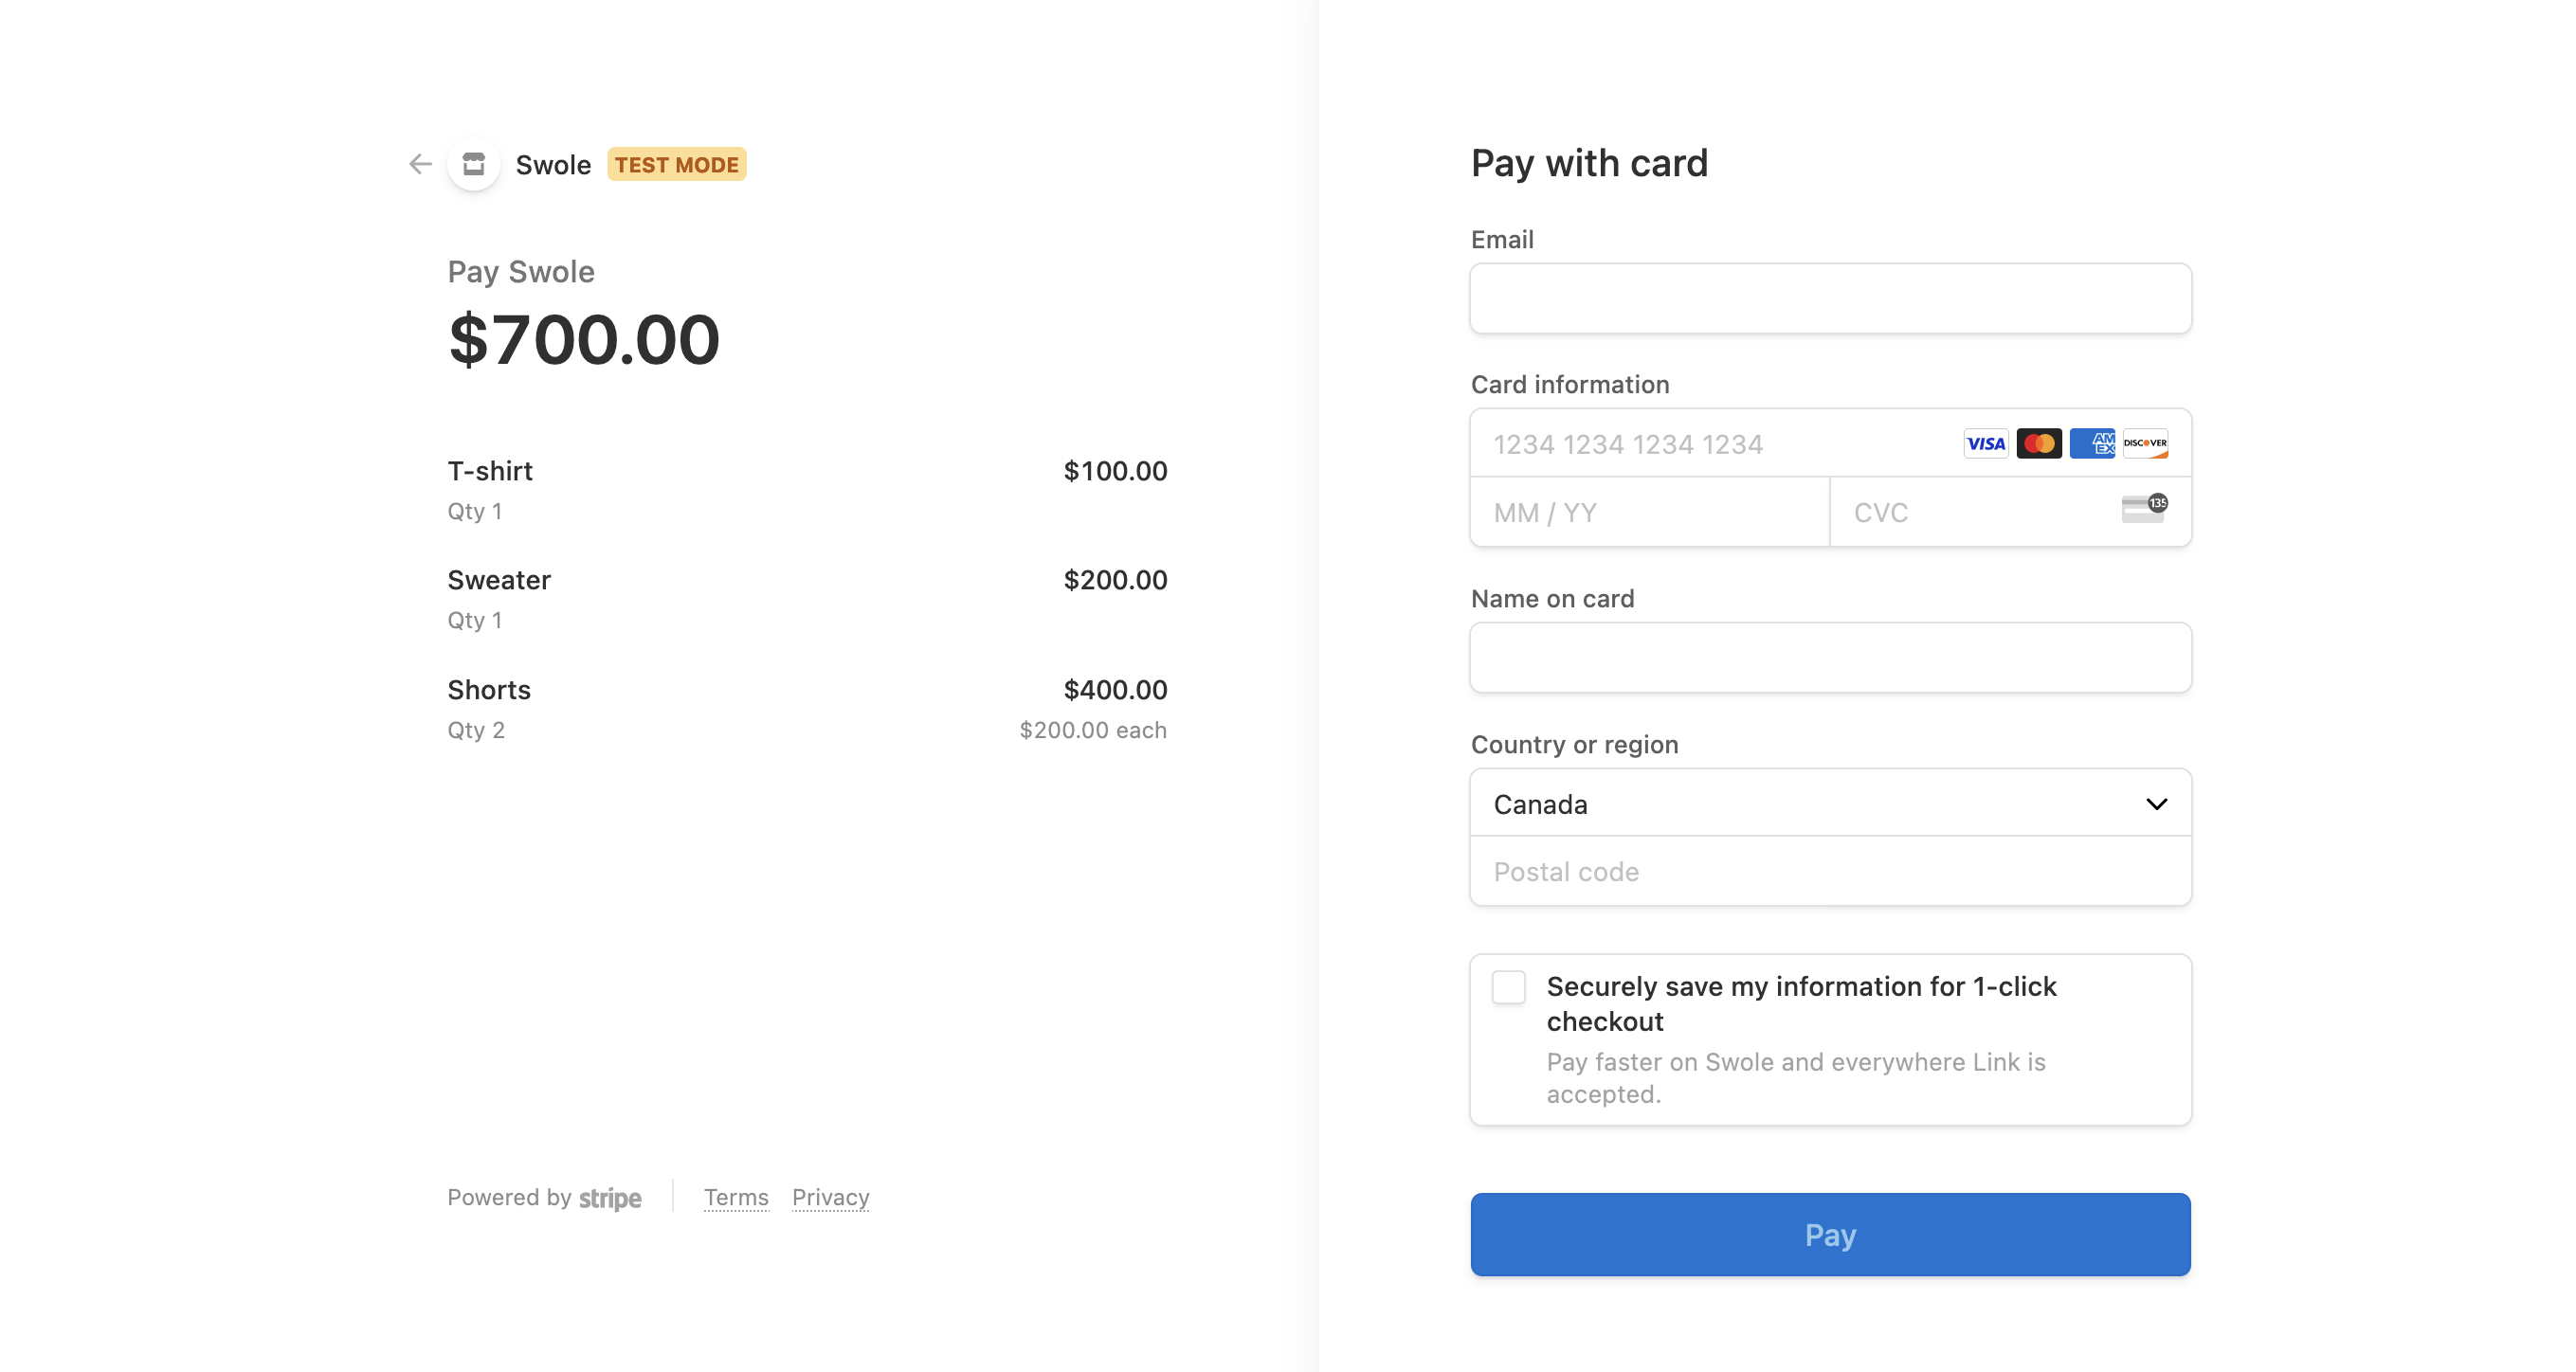 Swole TEST MODE
Pay Swole
$700.00
T-shirt $100.00
Qty 1
Sweater $200.00
Qty 1
Shorts $400.00
Qty 2 $200.00 each
Powered by stripe Terms Privacy
Pay with card
Email
Card information
1234 1234 1234 1234 VISA AM EX DISCOVER
MM / YY CVC 135
Name on card
Country or region
Canada
Postal code
Securely save my information for 1-click
checkout
Pay faster on Swole and everywhere Link is
accepted.
Pay